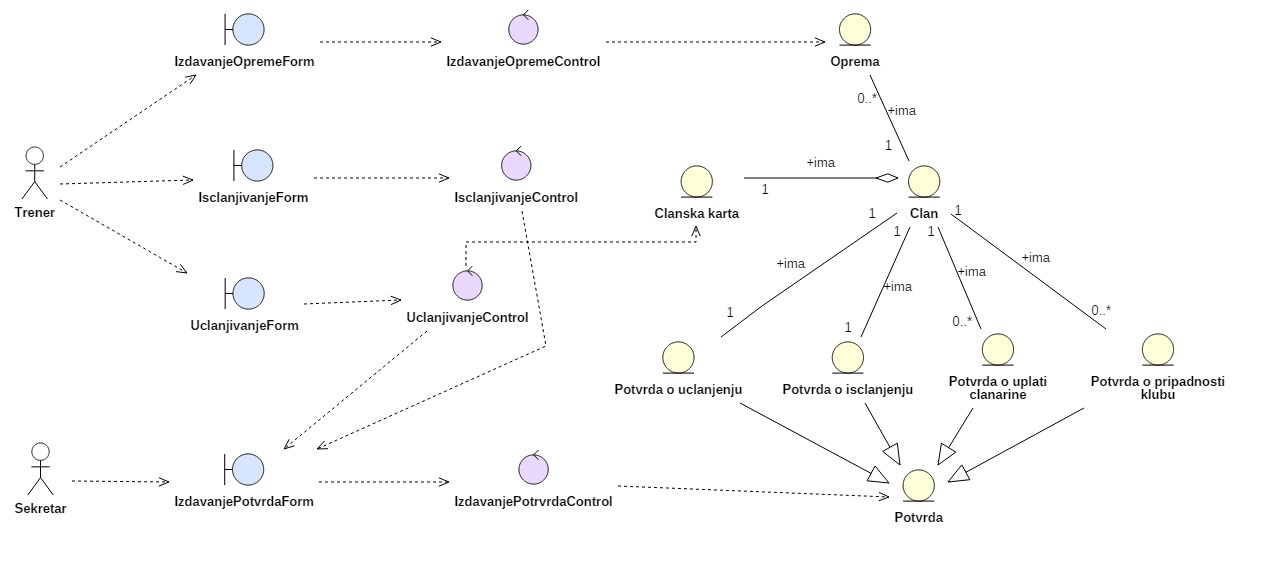 IzdavanjeOpremeForm
IzdavanjeOpremeControl
Oprema
0..*
+ima
1
Trener
IsclanjivanjeForm
IsclanjivanjeControl
+ima
1
Clanska karta
Clan
1
1
1
1
+ima
+ima
+ima
+ima
UclanjivanjeForm
UclanjivanjeControl
1
1
0..*
0..*
Potvrda o uclanjenju
Potvrda o isclanjenju
Potvrda o uplati
clanarine
Potvrda o pripadnosti
klubu
Sekretar
IzdavanjePotvrdaForm
IzdavanjePotrvrdaControl
Potvrda